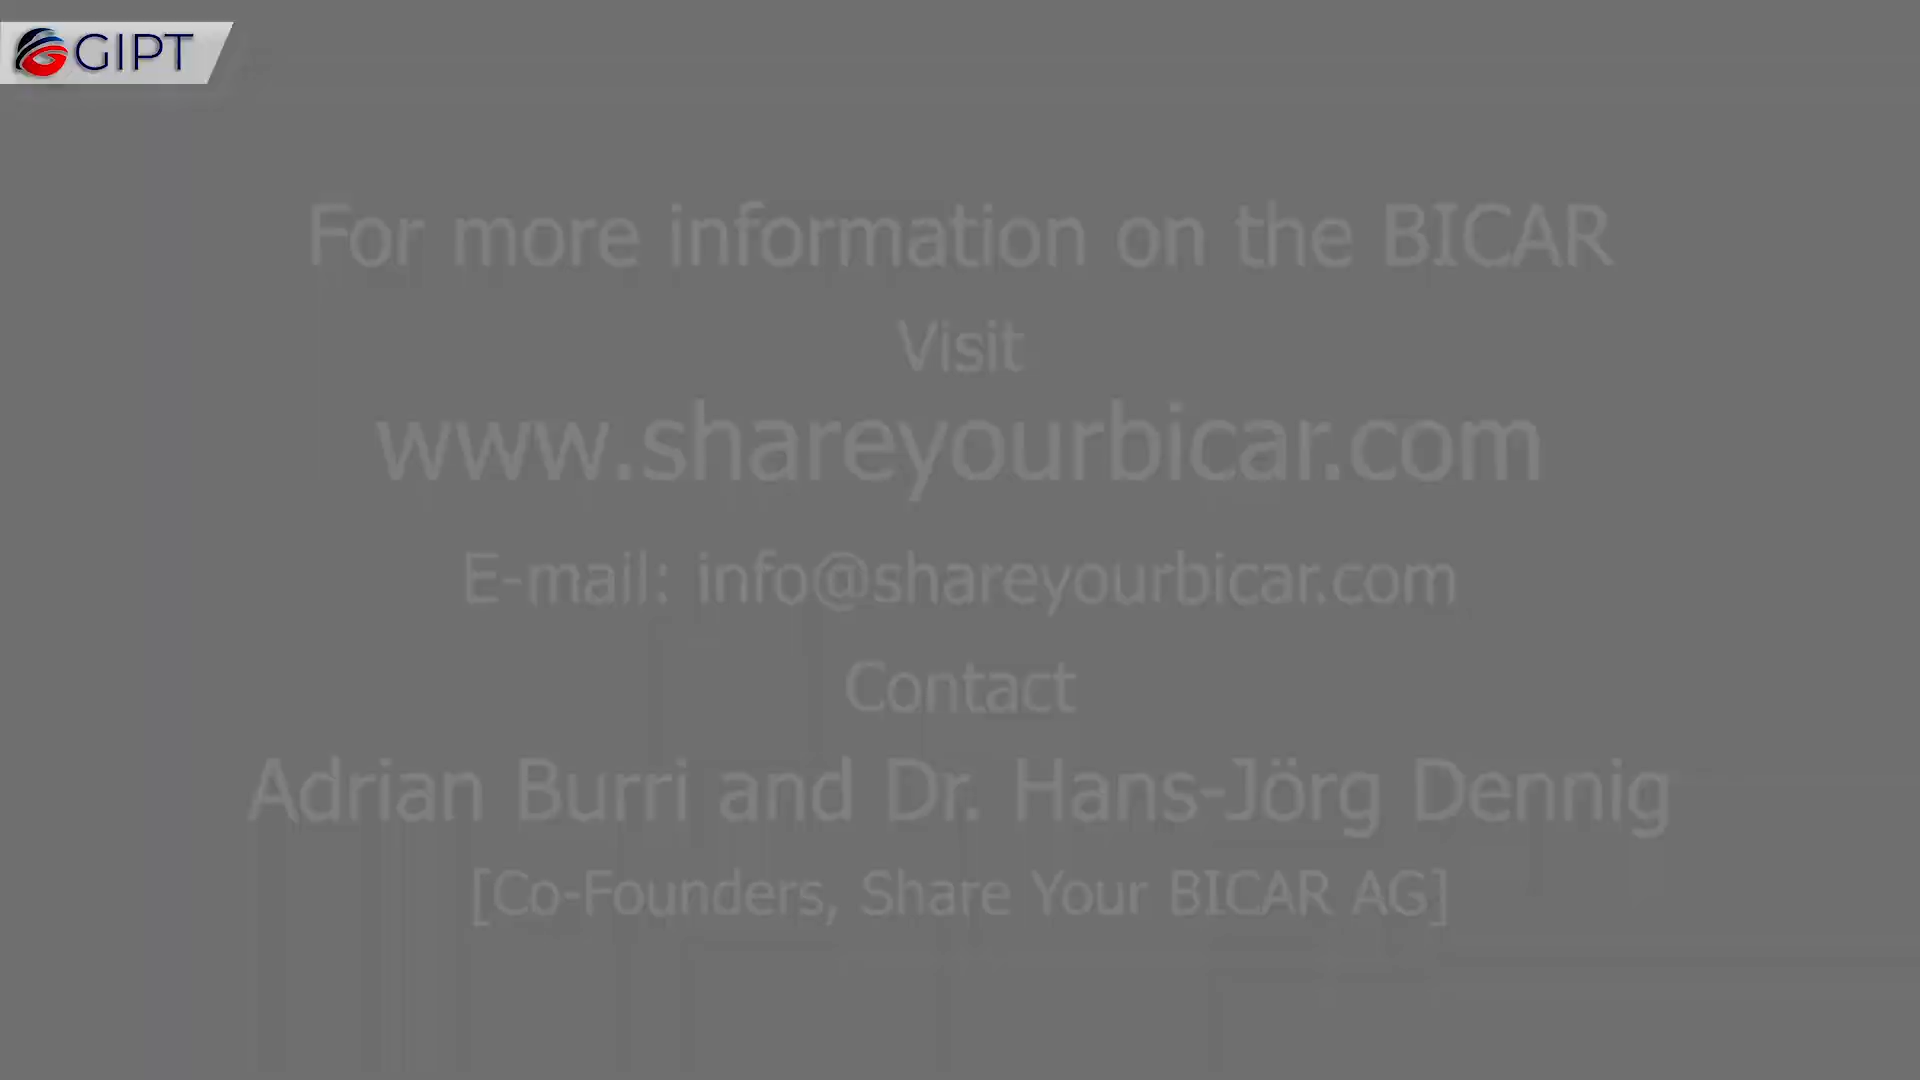 GIPT
For more information on the BICAR
Visit
www.shareyourbicar.com
E-mail: info@shareyourbicar.com
Contact
Adrian Burri and Dr. Hans-Jörg Dennig
[Co-Founders, Share Your BICAR AG]